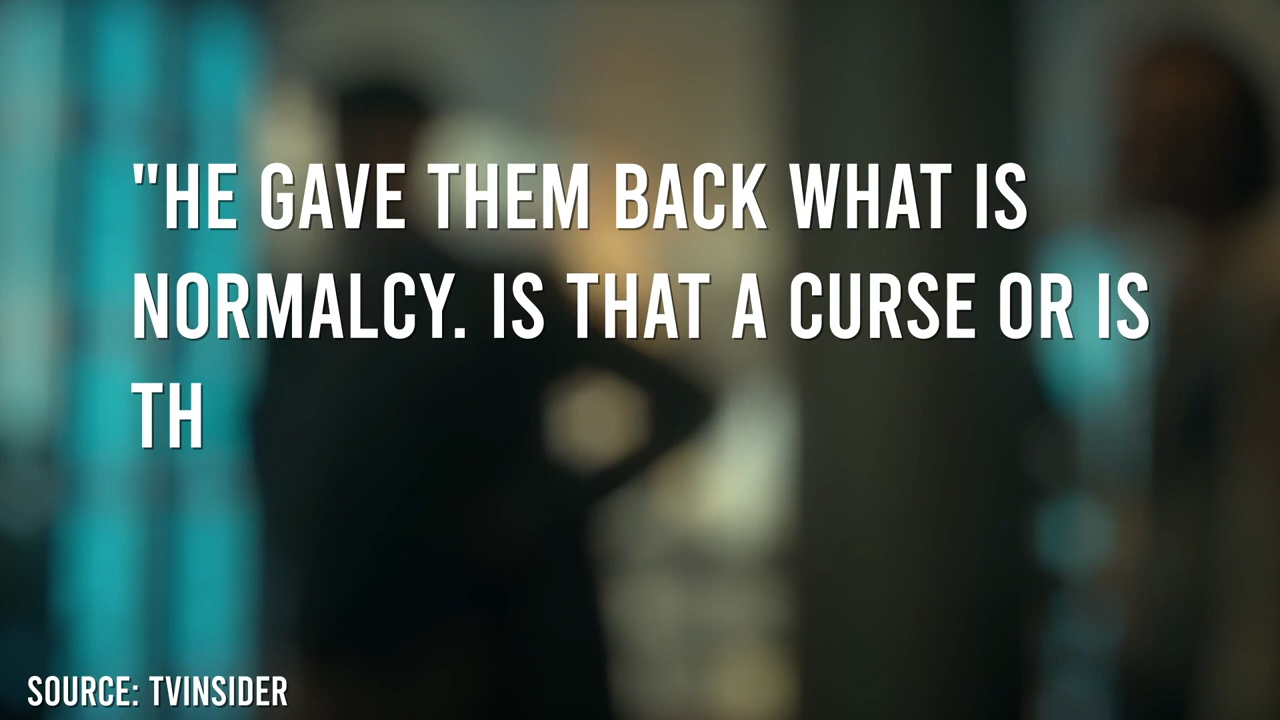 "HE GAVE THEM BACK WHAT IS
NORMALCY. IS THAT A CURSE OR IS
TH
SOURCE: TVINSIDER